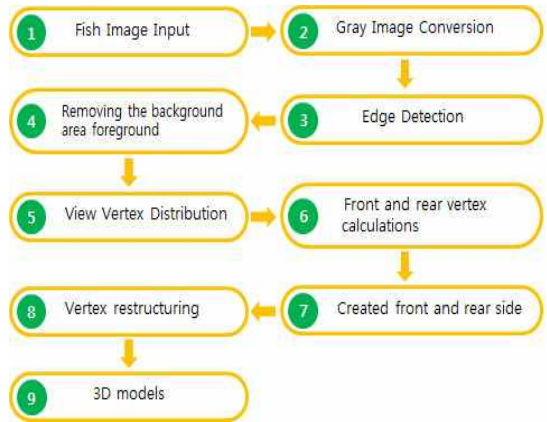 1 Fish Image Input
2 Gray Image Conversion
3 Edge Detection
4 Removing the background
area foreground
5 View Vertex Distribution
6 Front and rear vertex
calculations
7 Created front and rear side
8 Vertex restructuring
9 3D models